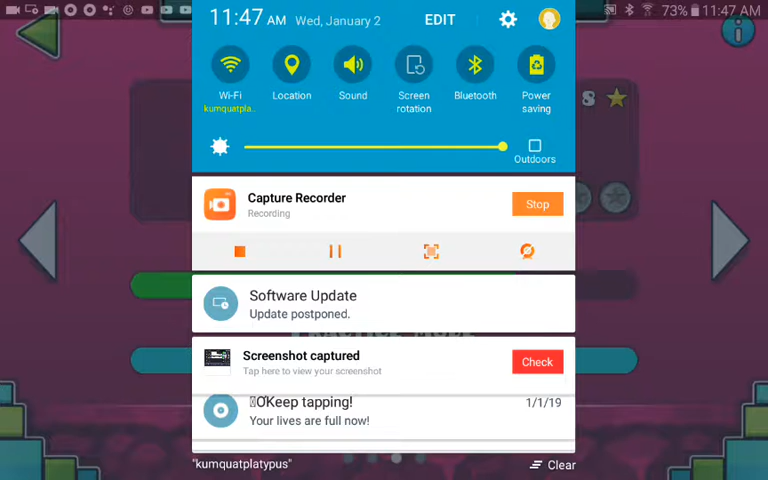 73% 11:47 AM
11:47 AM Wed, January 2 EDIT
Wi-Fi Location Sound Screen rotation Bluetooth Power saving
kumquatpla..
Outdoors
Capture Recorder
Recording
Stop
Software Update
Update postponed.
Screenshot captured
Tap here to view your screenshot
Check
Keep tapping! 1/1/19
Your lives are full now!
"kumquatplatypus" Clear